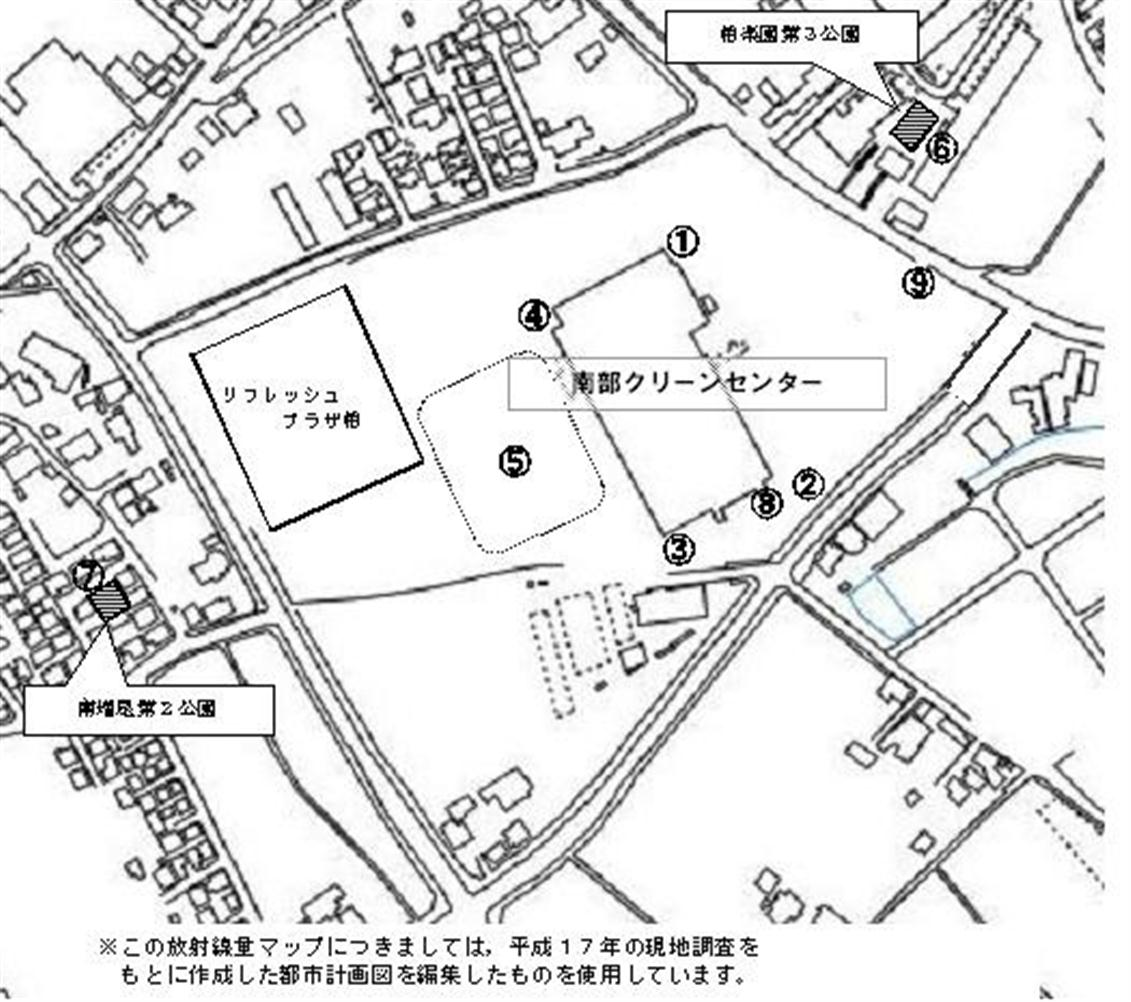 柏楽園第３公園
⑥
①
⑨
④
リフレッシュ
プラザ柏
南部クリーンセンター
⑤
②
⑧
③
⑦
南増尾第２公園
※この放射線量マップにつきましては，平成１７年の現地調査を
もとに作成した都市計画図を編集したものを使用しています。